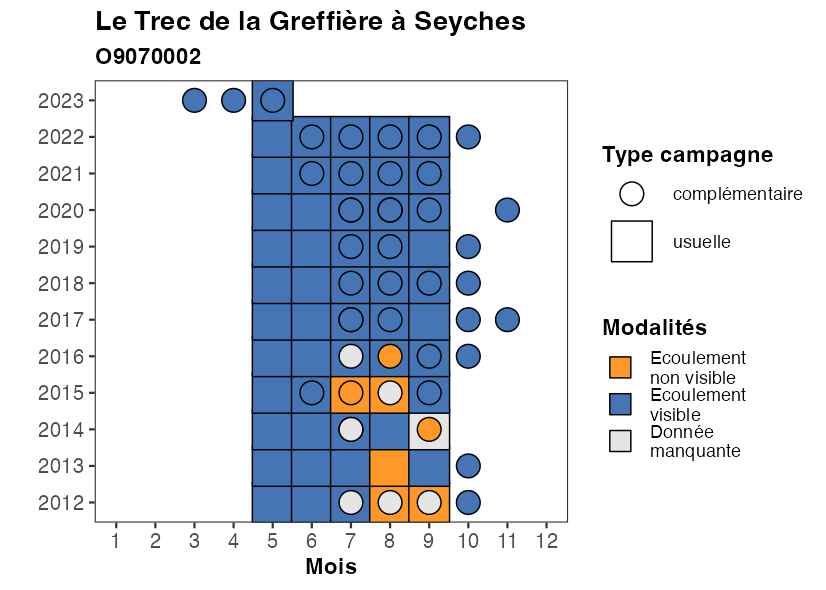 Le Trec de la Greffière à Seyches
O9070002
2023
2022
2021
2020
2019
2018
2017
2016
2015
2014
2013
2012
1 2 3 4 5 6 7 8 9 10 11 12
Mois
Type campagne
complémentaire
usuelle
Modalités
Ecoulement
non visible
Ecoulement
visible
Donnée
manquante